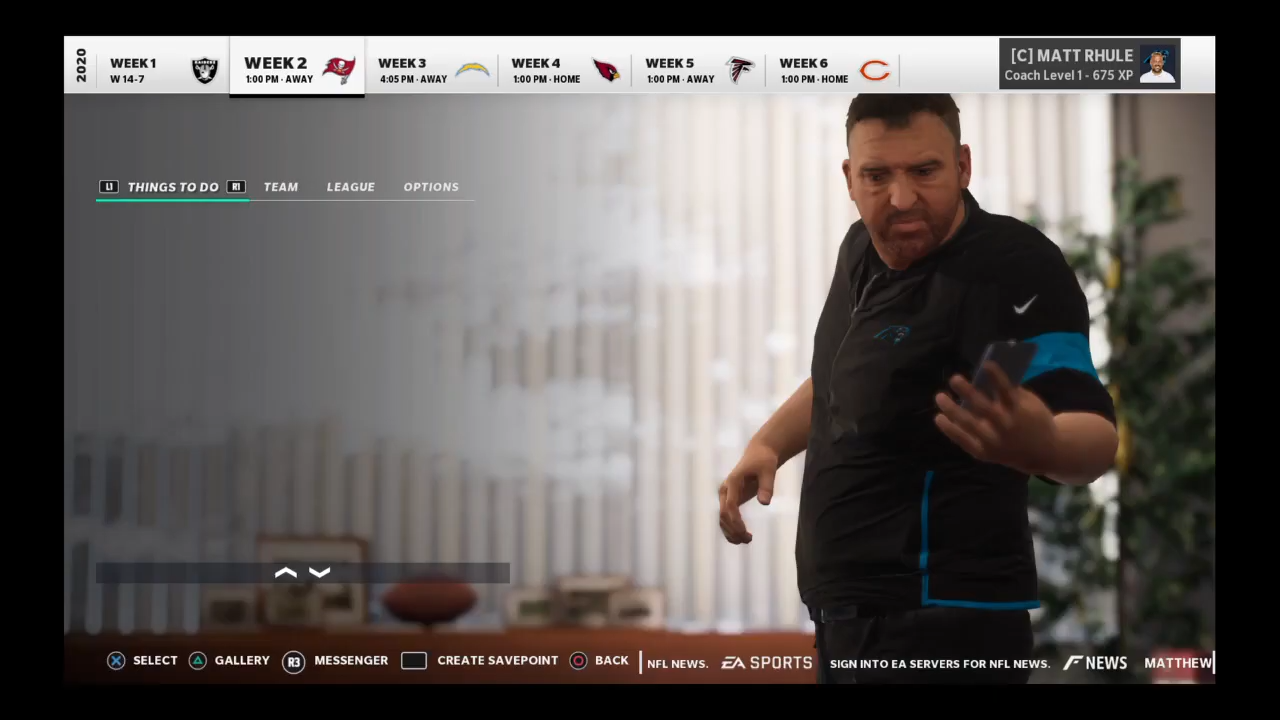 2020
WEEK 1
W 14-7
RAIDERS
WEEK 2
1:00 PM · AWAY
WEEK 3
4:05 PM · AWAY
WEEK 4
1:00 PM · HOME
WEEK 5
1:00 PM · AWAY
WEEK 6
1:00 PM · HOME
[C] MATT RHULE
Coach Level 1 - 675 XP
L1 THINGS TO DO R1 TEAM LEAGUE OPTIONS
SELECT GALLERY R3 MESSENGER CREATE SAVEPOINT BACK NFL NEWS. EA SPORTS SIGN INTO EA SERVERS FOR NFL NEWS. F NEWS MATTHEW